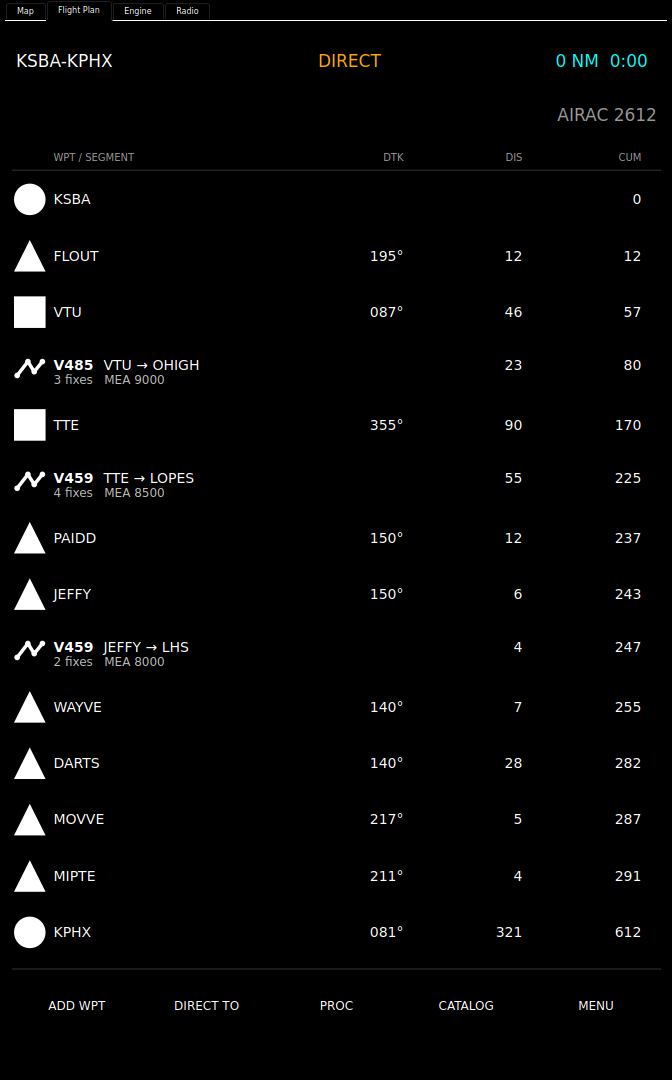 Map Flight Plan Engine Radio
KSBA-KPHX DIRECT 0 NM 0:00
AIRAC 2612
WPT / SEGMENT DTK DIS CUM
KSBA 0
FLOUT 195° 12 12
VTU 087° 46 57
V485 VTU → OHIGH 23 80
3 fixes MEA 9000
TTE 355° 90 170
V459 TTE → LOPES 55 225
4 fixes MEA 8500
PAIDD 150° 12 237
JEFFY 150° 6 243
V459 JEFFY → LHS 4 247
2 fixes MEA 8000
WAYVE 140° 7 255
DARTS 140° 28 282
MOVVE 217° 5 287
MIPTE 211° 4 291
KPHX 081° 321 612
ADD WPT DIRECT TO PROC CATALOG MENU